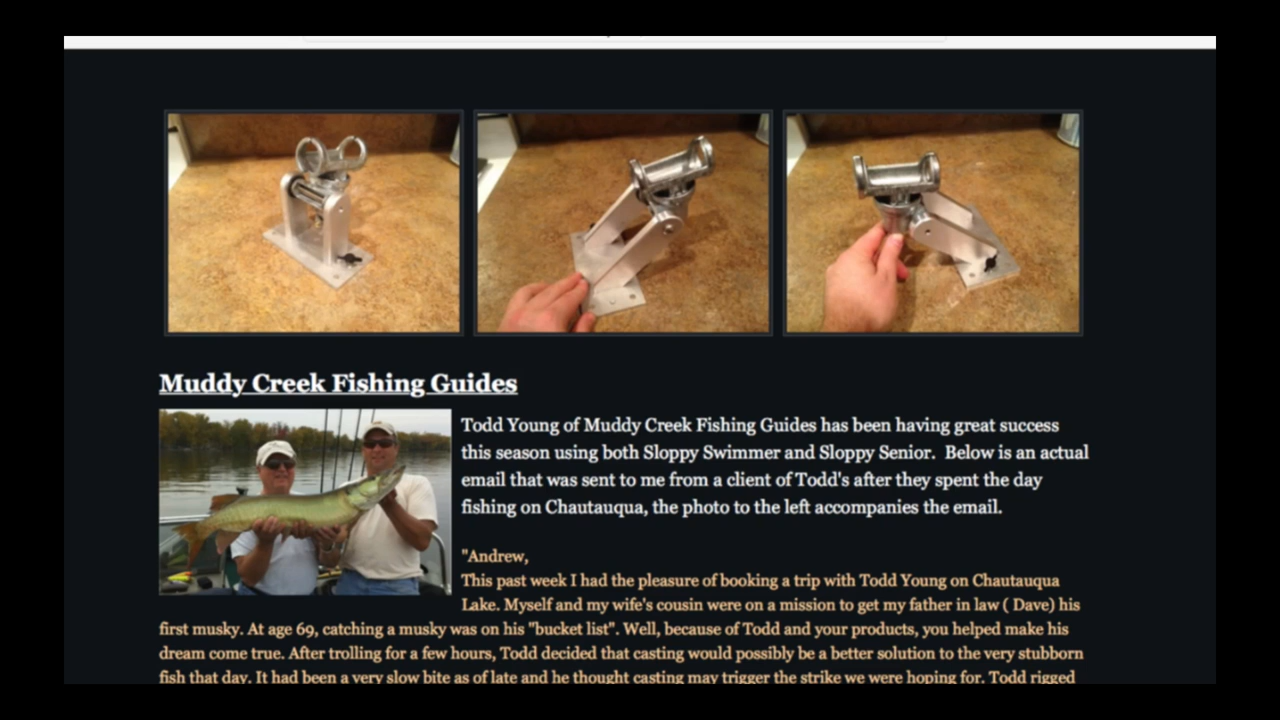 Muddy Creek Fishing Guides
Todd Young of Muddy Creek Fishing Guides has been having great success
this season using both Sloppy Swimmer and Sloppy Senior.  Below is an actual
email that was sent to me from a client of Todd's after they spent the day
fishing on Chautauqua, the photo to the left accompanies the email.
"Andrew,
This past week I had the pleasure of booking a trip with Todd Young on Chautauqua
Lake. Myself and my wife's cousin were on a mission to get my father in law ( Dave) his
first musky. At age 69, catching a musky was on his "bucket list". Well, because of Todd and your products, you helped make his
dream come true. After trolling for a few hours, Todd decided that casting would possibly be a better solution to the very stubborn
fish that day. It had been a very slow bite as of late and he thought casting may trigger the strike we were hoping for. Todd rigged